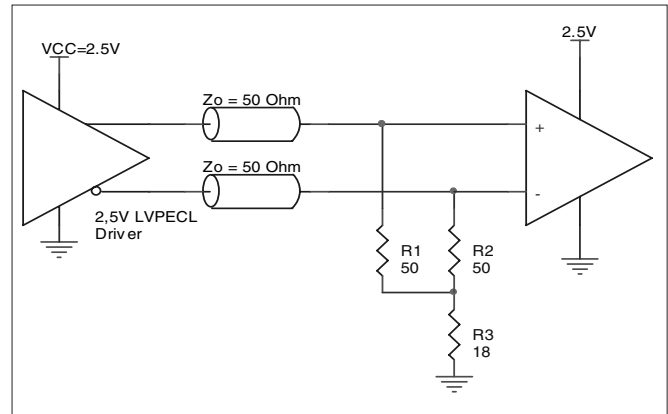 VCC=2.5V
2.5V
Zo = 50 Ohm
+
Zo = 50 Ohm
-
2,5V LVPECL
Driver
R1
50
R2
50
R3
18